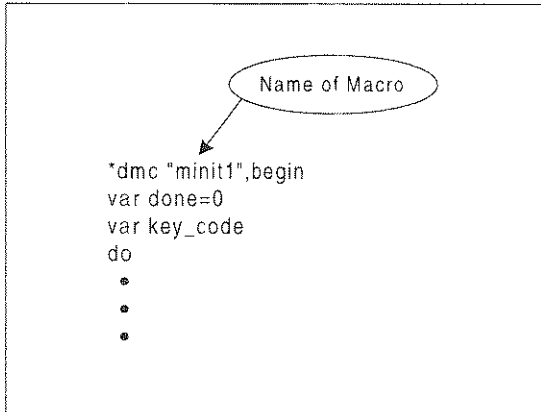 Name of Macro
*dmc "minit1",begin
var done=0
var key_code
do